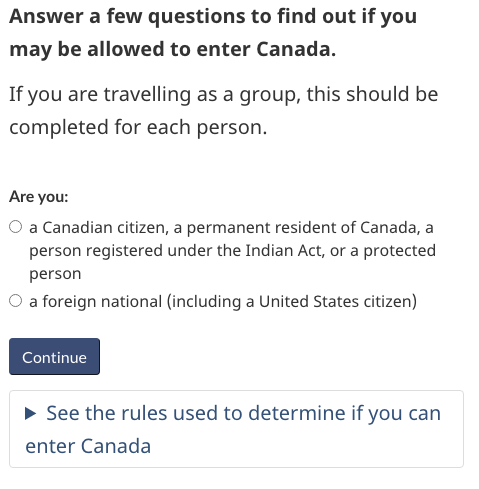 Answer a few questions to find out if you
may be allowed to enter Canada.
If you are travelling as a group, this should be
completed for each person.
Are you:
a Canadian citizen, a permanent resident of Canada, a
person registered under the Indian Act, or a protected
person
a foreign national (including a United States citizen)
Continue
See the rules used to determine if you can
enter Canada